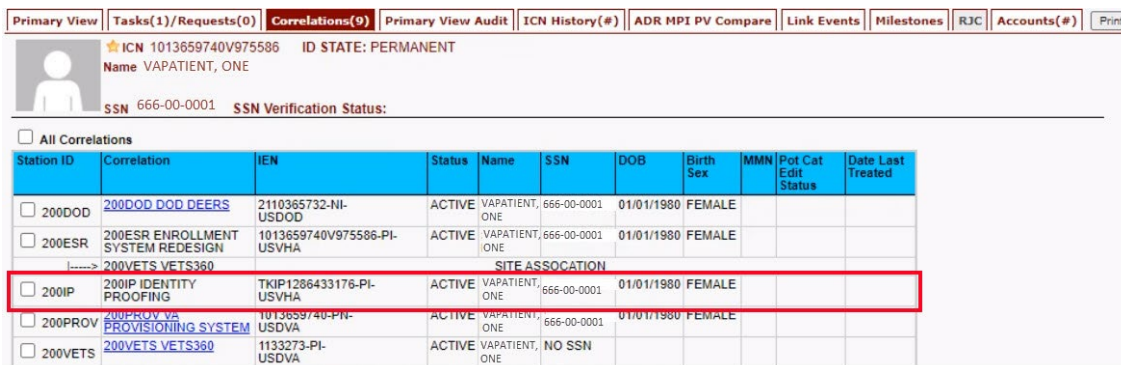 Primary View Tasks(1)/Requests(0) Correlations(9) Primary View Audit ICN History(#) ADR MPI PV Compare Link Events Milestones RJC Accounts(#) Prin
ICN 1013659740V975586 ID STATE: PERMANENT
Name VAPATIENT, ONE
SSN 666-00-0001 SSN Verification Status:
All Correlations
Station ID Correlation IEN Status Name SSN DOB Birth Sex MMN Pot Cat Edit Status Date Last Treated
200DOD 200DOD DOD DEERS 2110365732-NI-USDOD ACTIVE VAPATIENT, ONE 666-00-0001 01/01/1980 FEMALE
200ESR 200ESR ENROLLMENT SYSTEM REDESIGN 1013659740V975586-PI-USVHA ACTIVE VAPATIENT, ONE 666-00-0001 01/01/1980 FEMALE
|-----> 200VETS VETS360 SITE ASSOCATION
200IP 200IP IDENTITY PROOFING TKIP1286433176-PI-USVHA ACTIVE VAPATIENT, ONE 666-00-0001 01/01/1980 FEMALE
200PROV 200PROV VA PROVISIONING SYSTEM 1013659740-PN-USDVA ACTIVE VAPATIENT, ONE 666-00-0001 01/01/1980 FEMALE
200VETS 200VETS VETS360 1133273-PI-USDVA ACTIVE VAPATIENT, ONE NO SSN